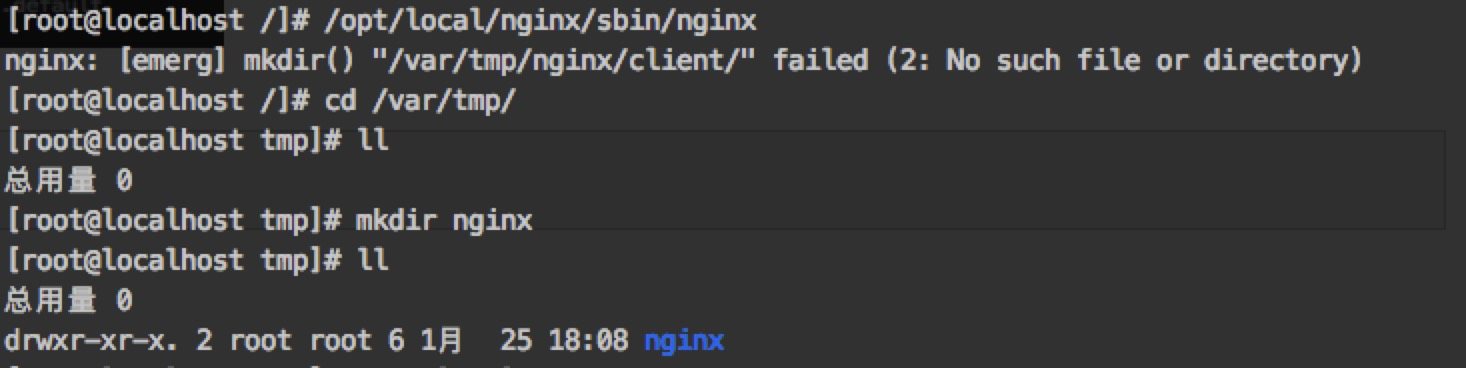 [root@localhost /]# /opt/local/nginx/sbin/nginx
nginx: [emerg] mkdir() "/var/tmp/nginx/client/" failed (2: No such file or directory)
[root@localhost /]# cd /var/tmp/
[root@localhost tmp]# ll
总用量 0
[root@localhost tmp]# mkdir nginx
[root@localhost tmp]# ll
总用量 0
drwxr-xr-x. 2 root root 6 1月  25 18:08 nginx